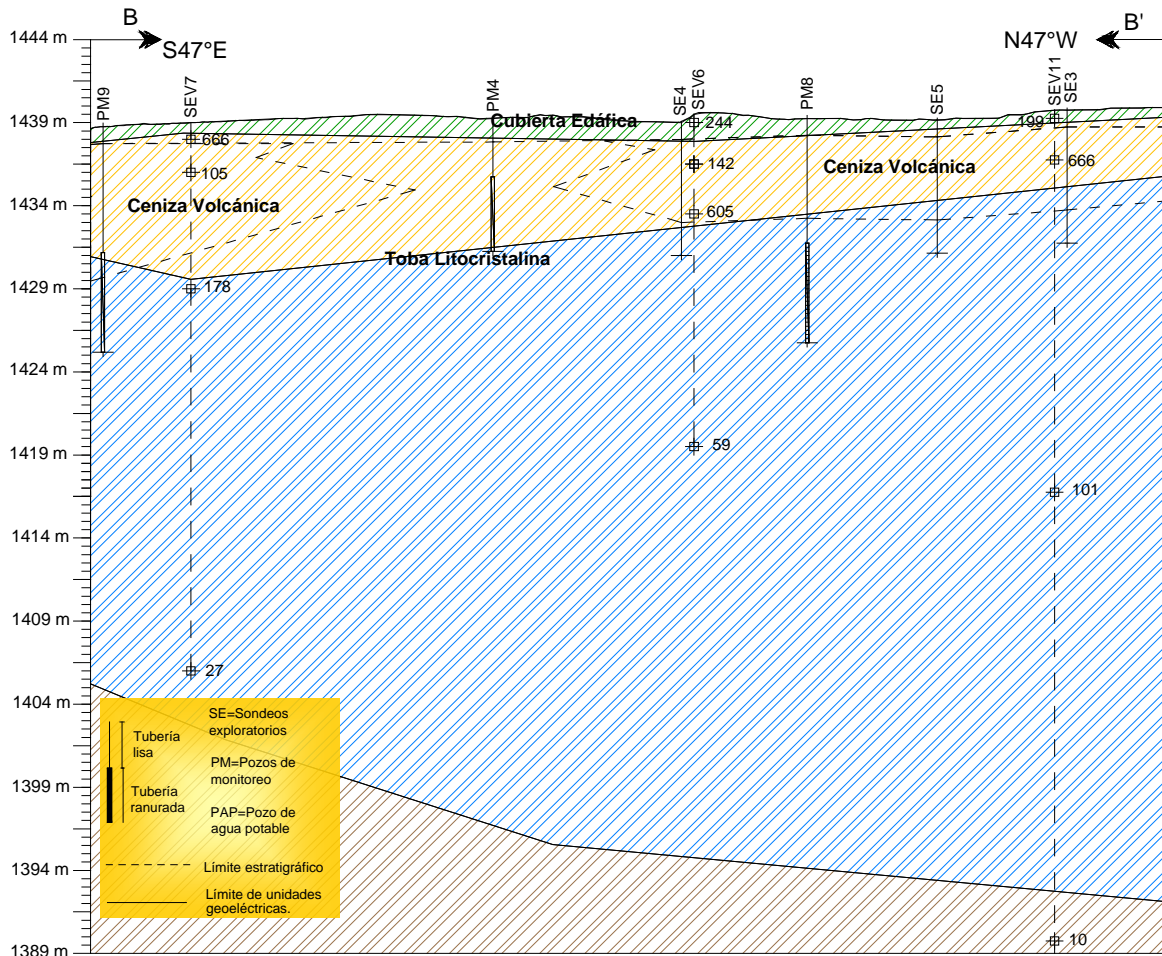 B
B'
S47°E
N47°W
1444 m
1439 m
1434 m
1429 m
1424 m
1419 m
1414 m
1409 m
1404 m
1399 m
1394 m
1389 m
PM9
SEV7
PM4
SE4
SEV6
PM8
SE5
SEV11
SE3
Cubierta Edáfica
666
105
178
27
244
142
605
59
199
666
101
10
Ceniza Volcánica
Ceniza Volcánica
Toba Litocristalina
Tubería
lisa
Tubería
ranurada
SE=Sondeos
exploratorios
PM=Pozos de
monitoreo
PAP=Pozo de
agua potable
Límite estratigráfico
Límite de unidades
geoeléctricas.